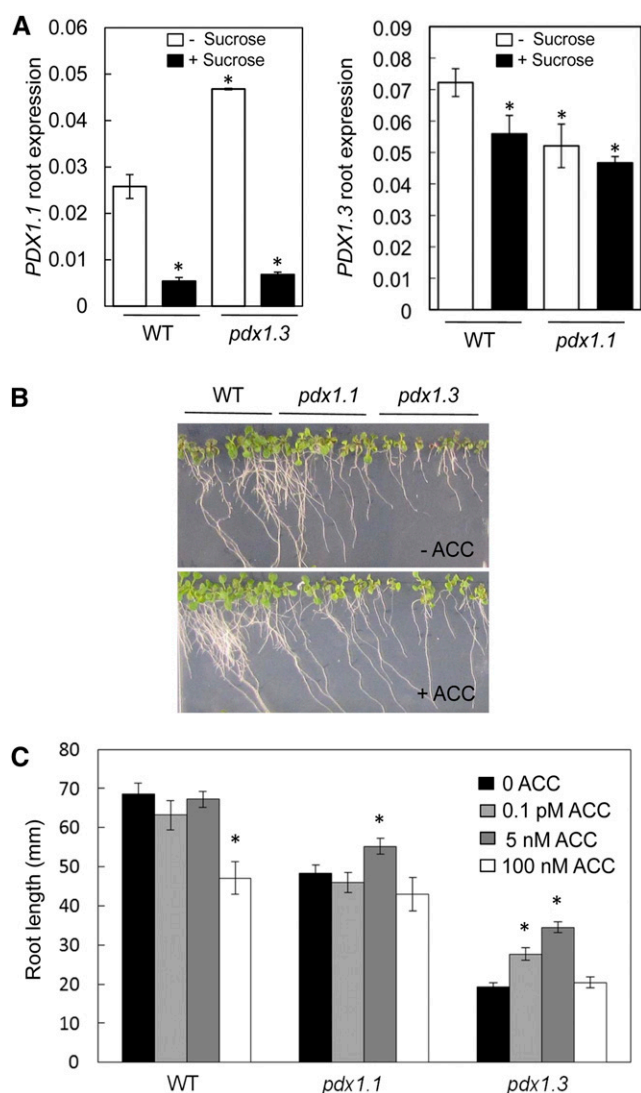 A
- Sucrose
+ Sucrose
PDX1.1 root expression
0.06
0.05
0.04
0.03
0.02
0.01
0
WT
pdx1.3
*
*
*
- Sucrose
+ Sucrose
PDX1.3 root expression
0.09
0.08
0.07
0.06
0.05
0.04
0.03
0.02
0.01
0
WT
pdx1.1
*
*
*
B
WT pdx1.1 pdx1.3
- ACC
+ ACC
C
Root length (mm)
80
70
60
50
40
30
20
10
0
0 ACC
0.1 pM ACC
5 nM ACC
100 nM ACC
*
*
*
*
WT pdx1.1 pdx1.3